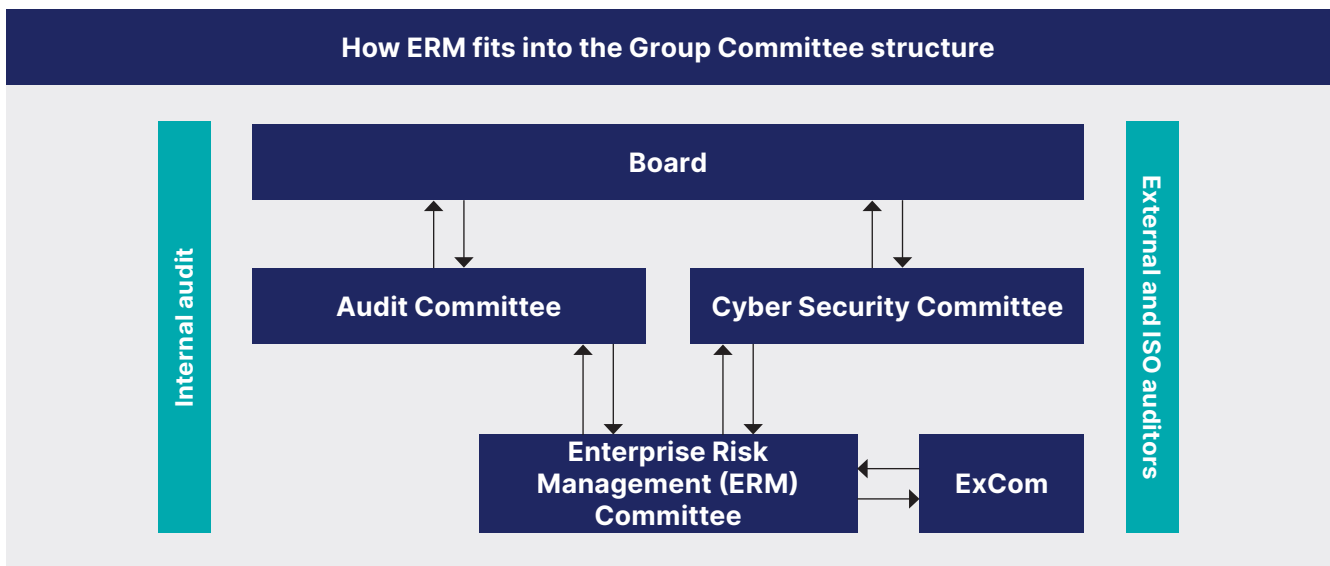 How ERM fits into the Group Committee structure
Board
Internal audit
External and ISO auditors
Audit Committee
Cyber Security Committee
Enterprise Risk
Management (ERM)
Committee
ExCom